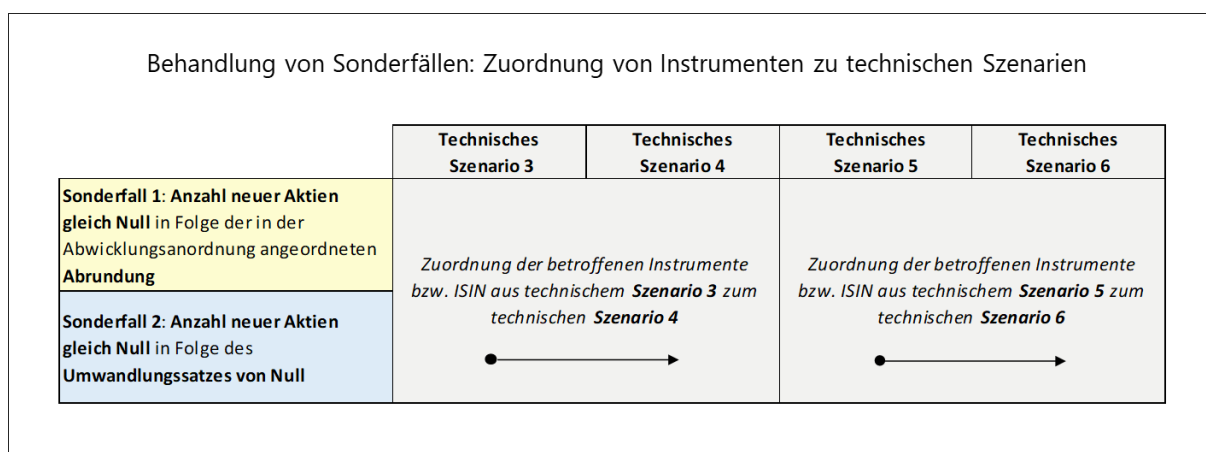 Behandlung von Sonderfällen: Zuordnung von Instrumenten zu technischen Szenarien
Technisches
Szenario 3
Technisches
Szenario 4
Technisches
Szenario 5
Technisches
Szenario 6
Sonderfall 1: Anzahl neuer Aktien
gleich Null in Folge der in der
Abwicklungsanordnung angeordneten
Abrundung
Zuordnung der betroffenen Instrumente
bzw. ISIN aus technischem Szenario 3 zum
technischen Szenario 4
Zuordnung der betroffenen Instrumente
bzw. ISIN aus technischem Szenario 5 zum
technischen Szenario 6
Sonderfall 2: Anzahl neuer Aktien
gleich Null in Folge des
Umwandlungssatzes von Null